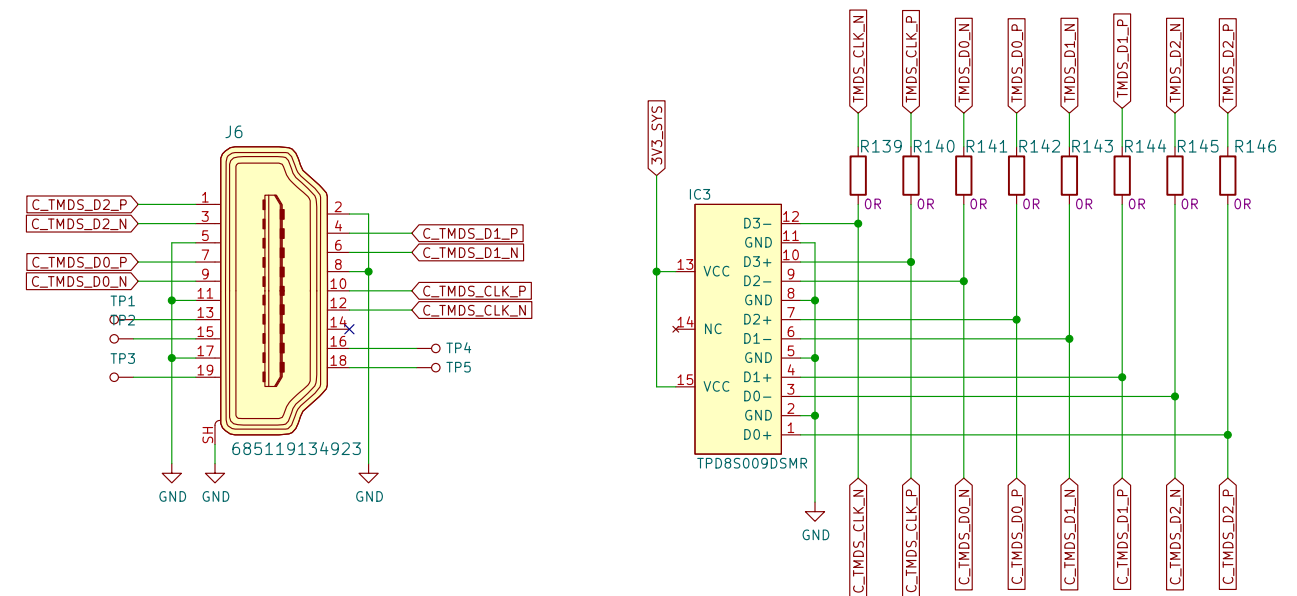 J6
C_TMDS_D2_P
C_TMDS_D2_N
C_TMDS_D0_P
C_TMDS_D0_N
TP1
TP2
TP3
1
3
5
7
9
11
13
15
17
19
SH
2
4
6
8
10
12
14
16
18
C_TMDS_D1_P
C_TMDS_D1_N
C_TMDS_CLK_P
C_TMDS_CLK_N
TP4
TP5
685119134923
GND
GND
GND
3V3_SYS
IC3
13
14
15
VCC
NC
VCC
D3-
GND
D3+
D2-
GND
D2+
D1-
GND
D1+
D0-
GND
D0+
12
11
10
9
8
7
6
5
4
3
2
1
TPD8S009DSMR
GND
TMDS_CLK_N
TMDS_CLK_P
TMDS_D0_N
TMDS_D0_P
TMDS_D1_N
TMDS_D1_P
TMDS_D2_N
TMDS_D2_P
R139
R140
R141
R142
R143
R144
R145
R146
0R
0R
0R
0R
0R
0R
0R
0R
C_TMDS_CLK_N
C_TMDS_CLK_P
C_TMDS_D0_N
C_TMDS_D0_P
C_TMDS_D1_N
C_TMDS_D1_P
C_TMDS_D2_N
C_TMDS_D2_P